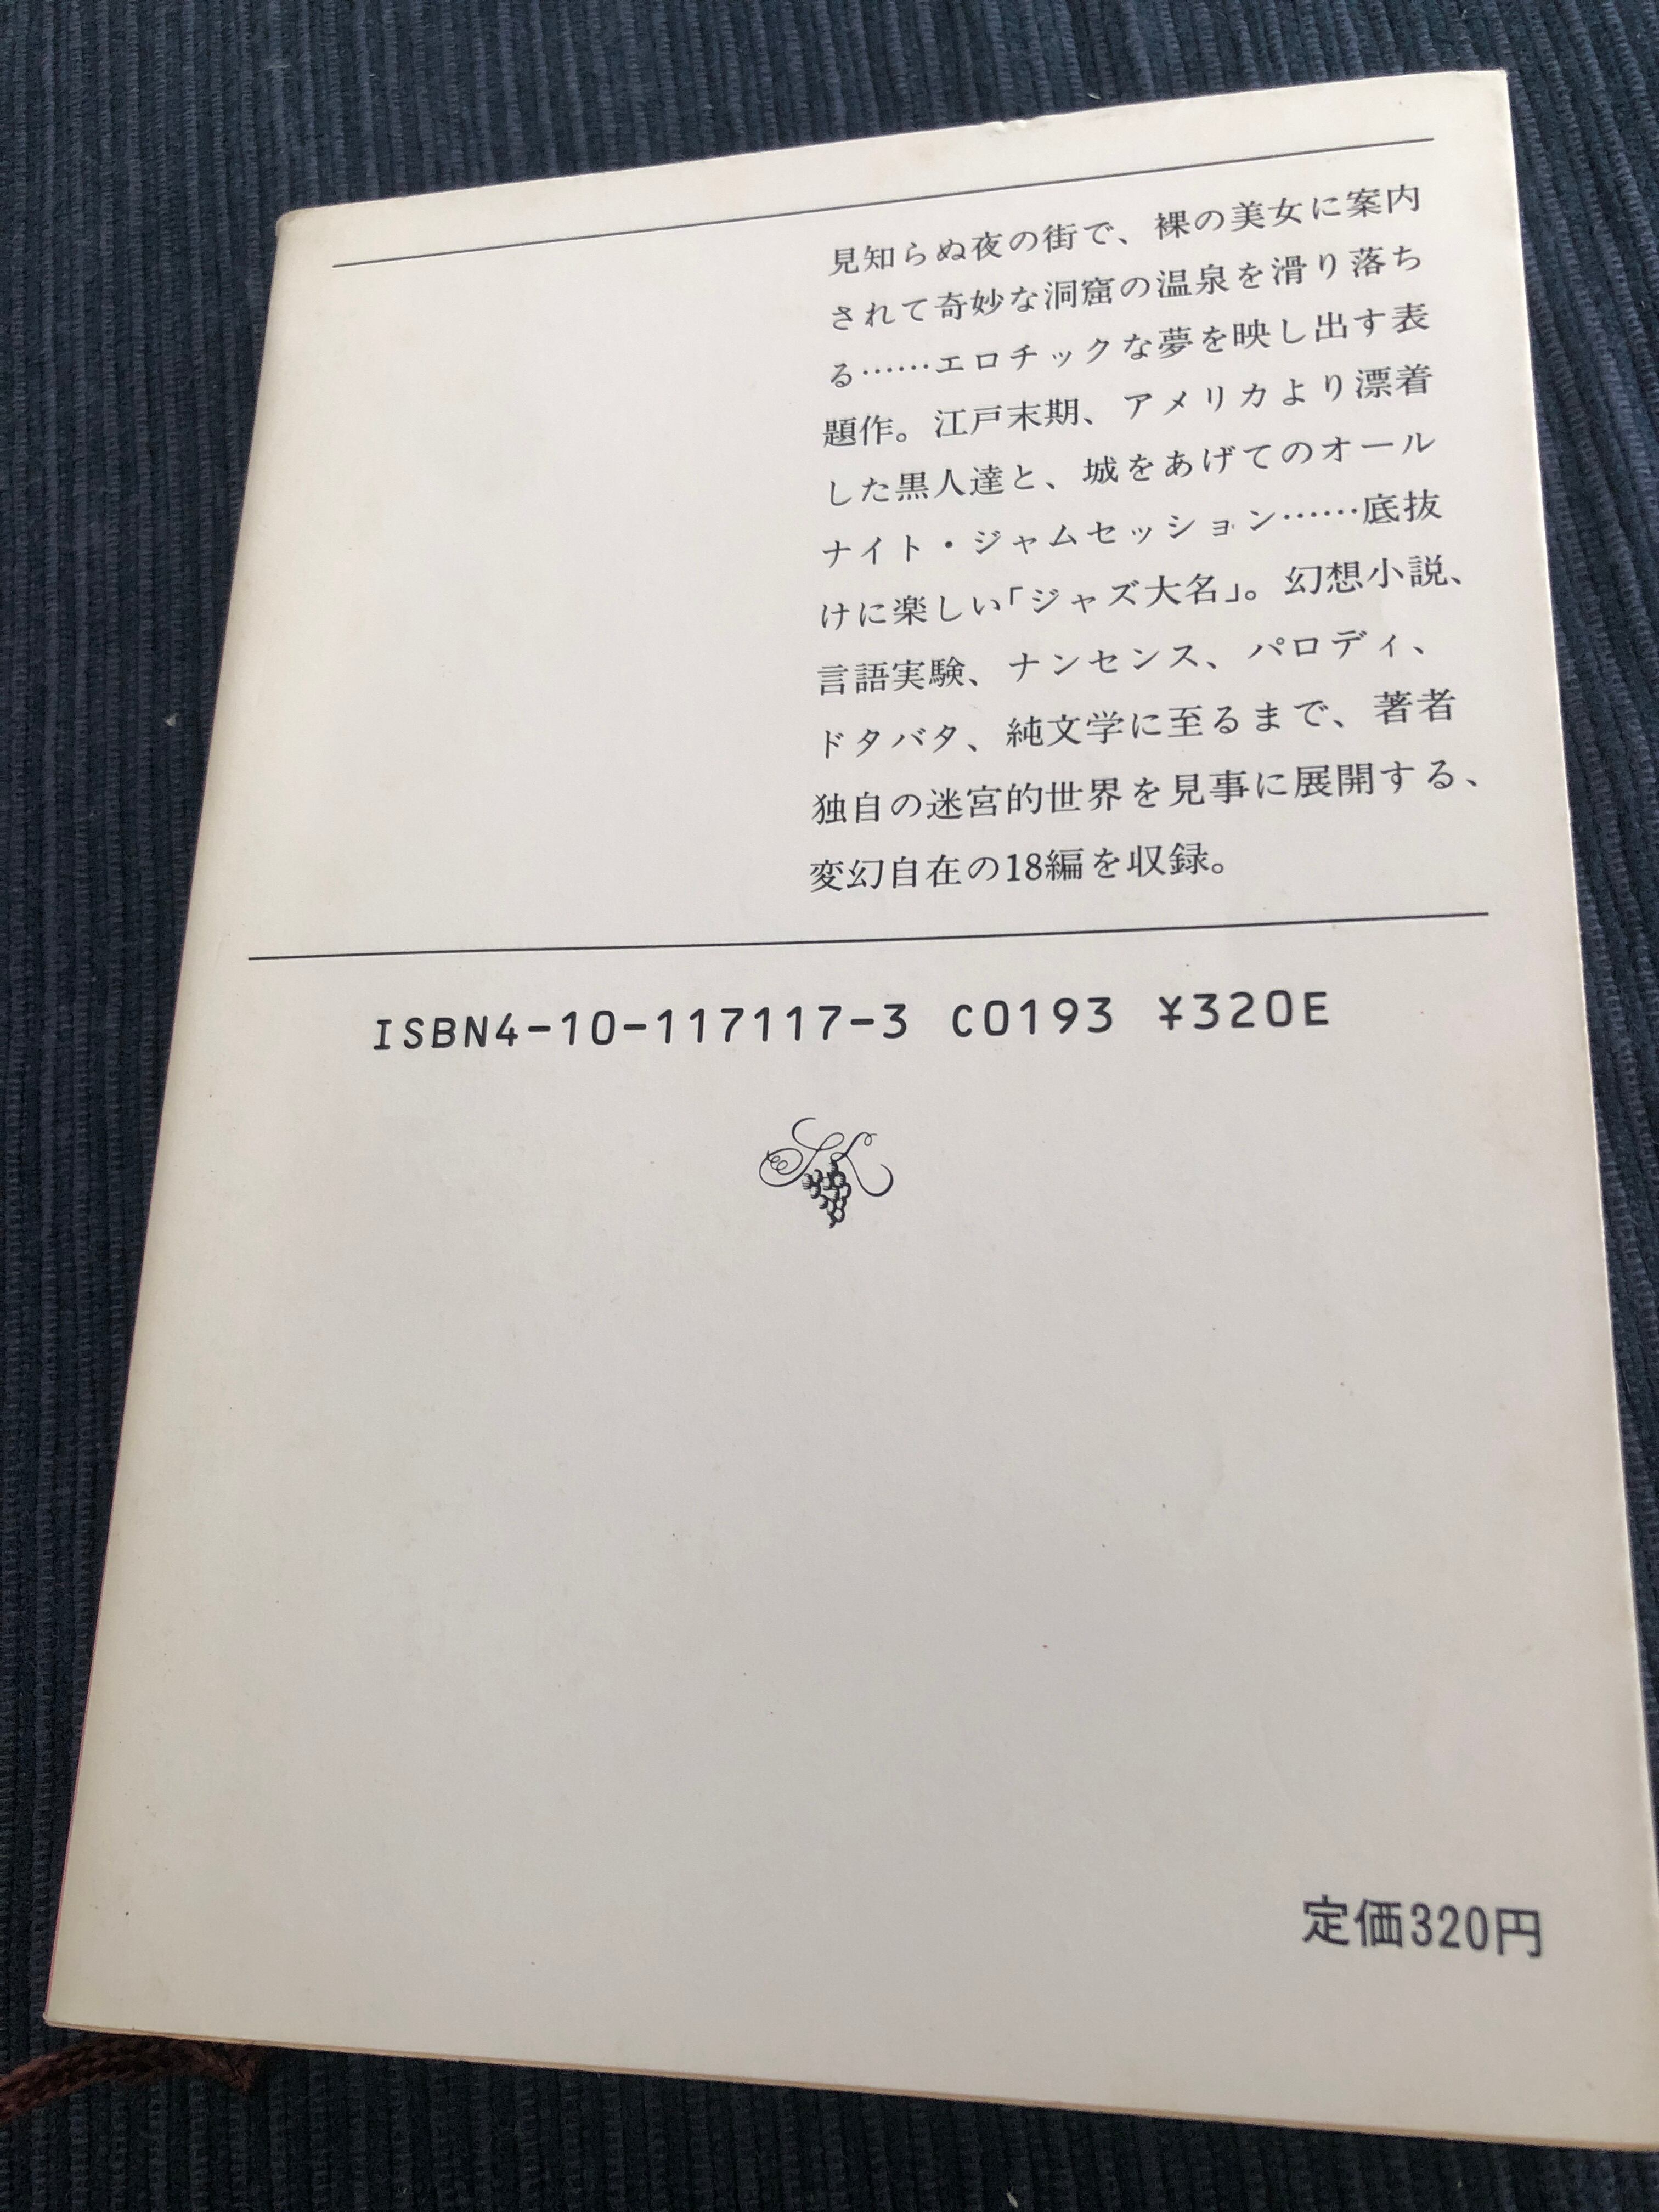 見知らぬ夜の街で、裸の美女に案内
されて奇妙な洞窟の温泉を滑り落ち
る……エロチックな夢を映し出す表
題作。江戸末期、アメリカより漂着
した黒人達と、城をあげてのオール
ナイト・ジャムセッション……底抜
けに楽しい「ジャズ大名」。幻想小説、
言語実験、ナンセンス、パロディ、
ドタバタ、純文学に至るまで、著者
独自の迷宮的世界を見事に展開する、
変幻自在の18編を収録。
ISBN4-10-117117-3 C0193 ¥320E
定価320円